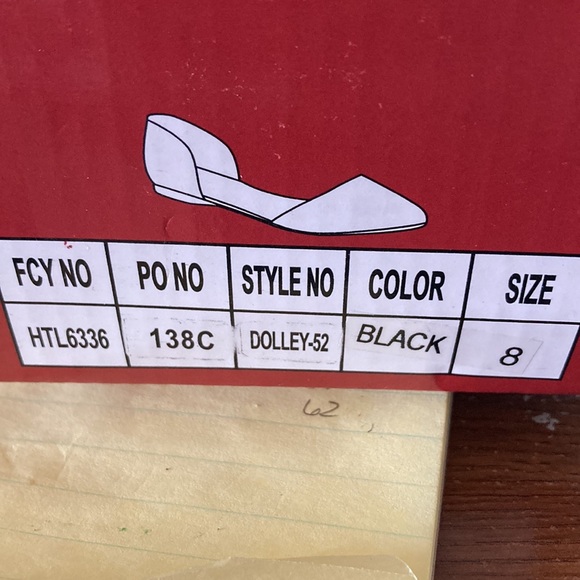 FCY NO PO NO STYLE NO COLOR SIZE
HTL6336 138C DOLLEY-52 BLACK 8
62